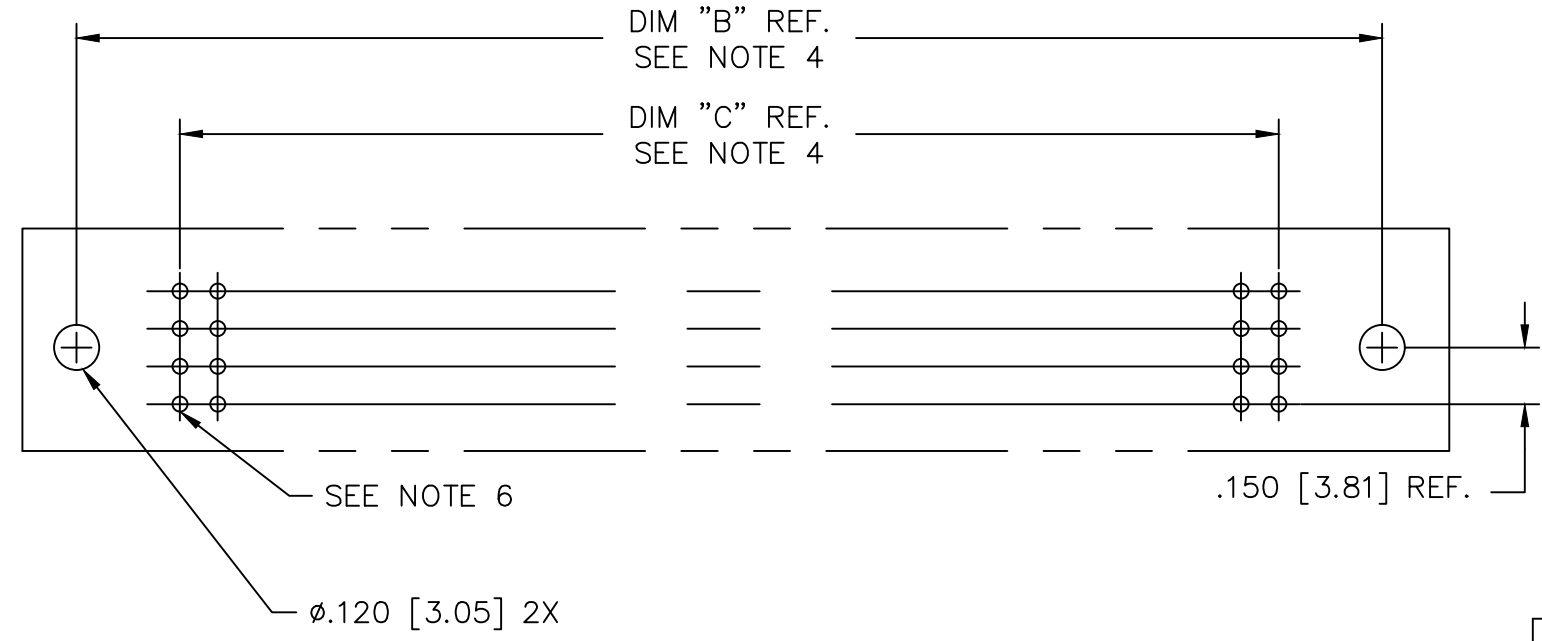 DIM "B" REF.
SEE NOTE 4
DIM "C" REF.
SEE NOTE 4
SEE NOTE 6
.150 [3.81] REF.
⌀.120 [3.05] 2X